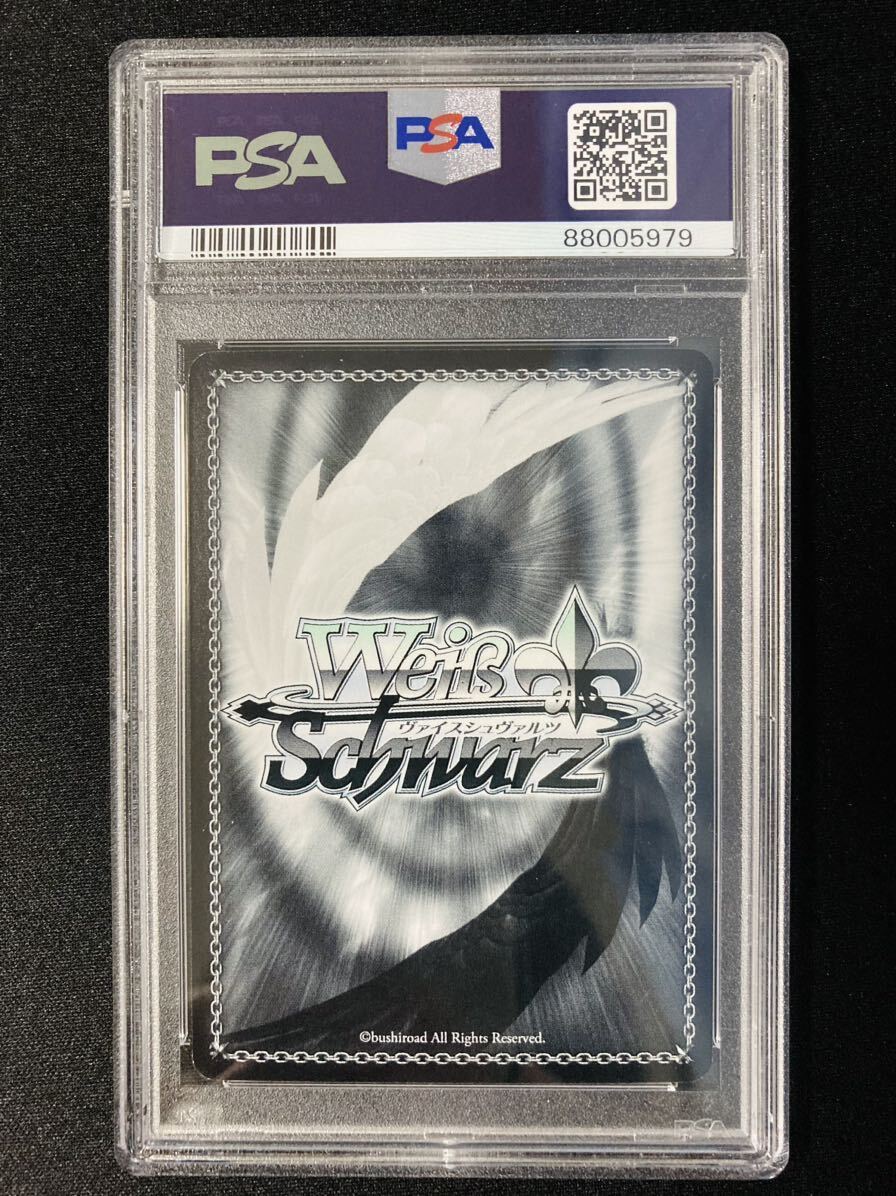 PSA
PSA
88005979
Weiß
ヴァイスシュヴァルツ
Schwarz
©bushiroad All Rights Reserved.
PSA